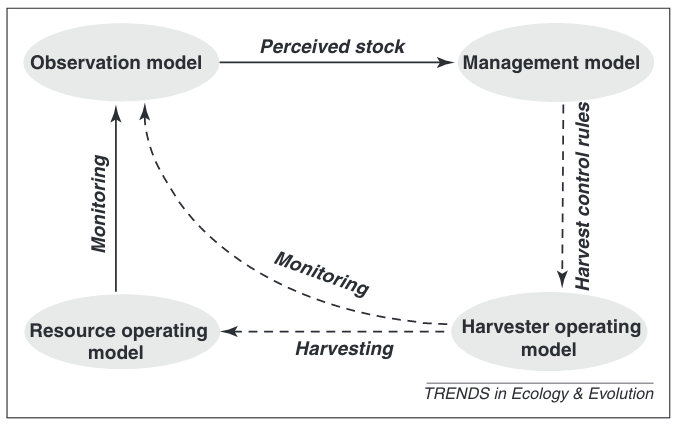 Perceived stock
Observation model
Management model
Monitoring
Harvest control rules
Monitoring
Resource operating
model
Harvester operating
model
Harvesting
TRENDS in Ecology & Evolution